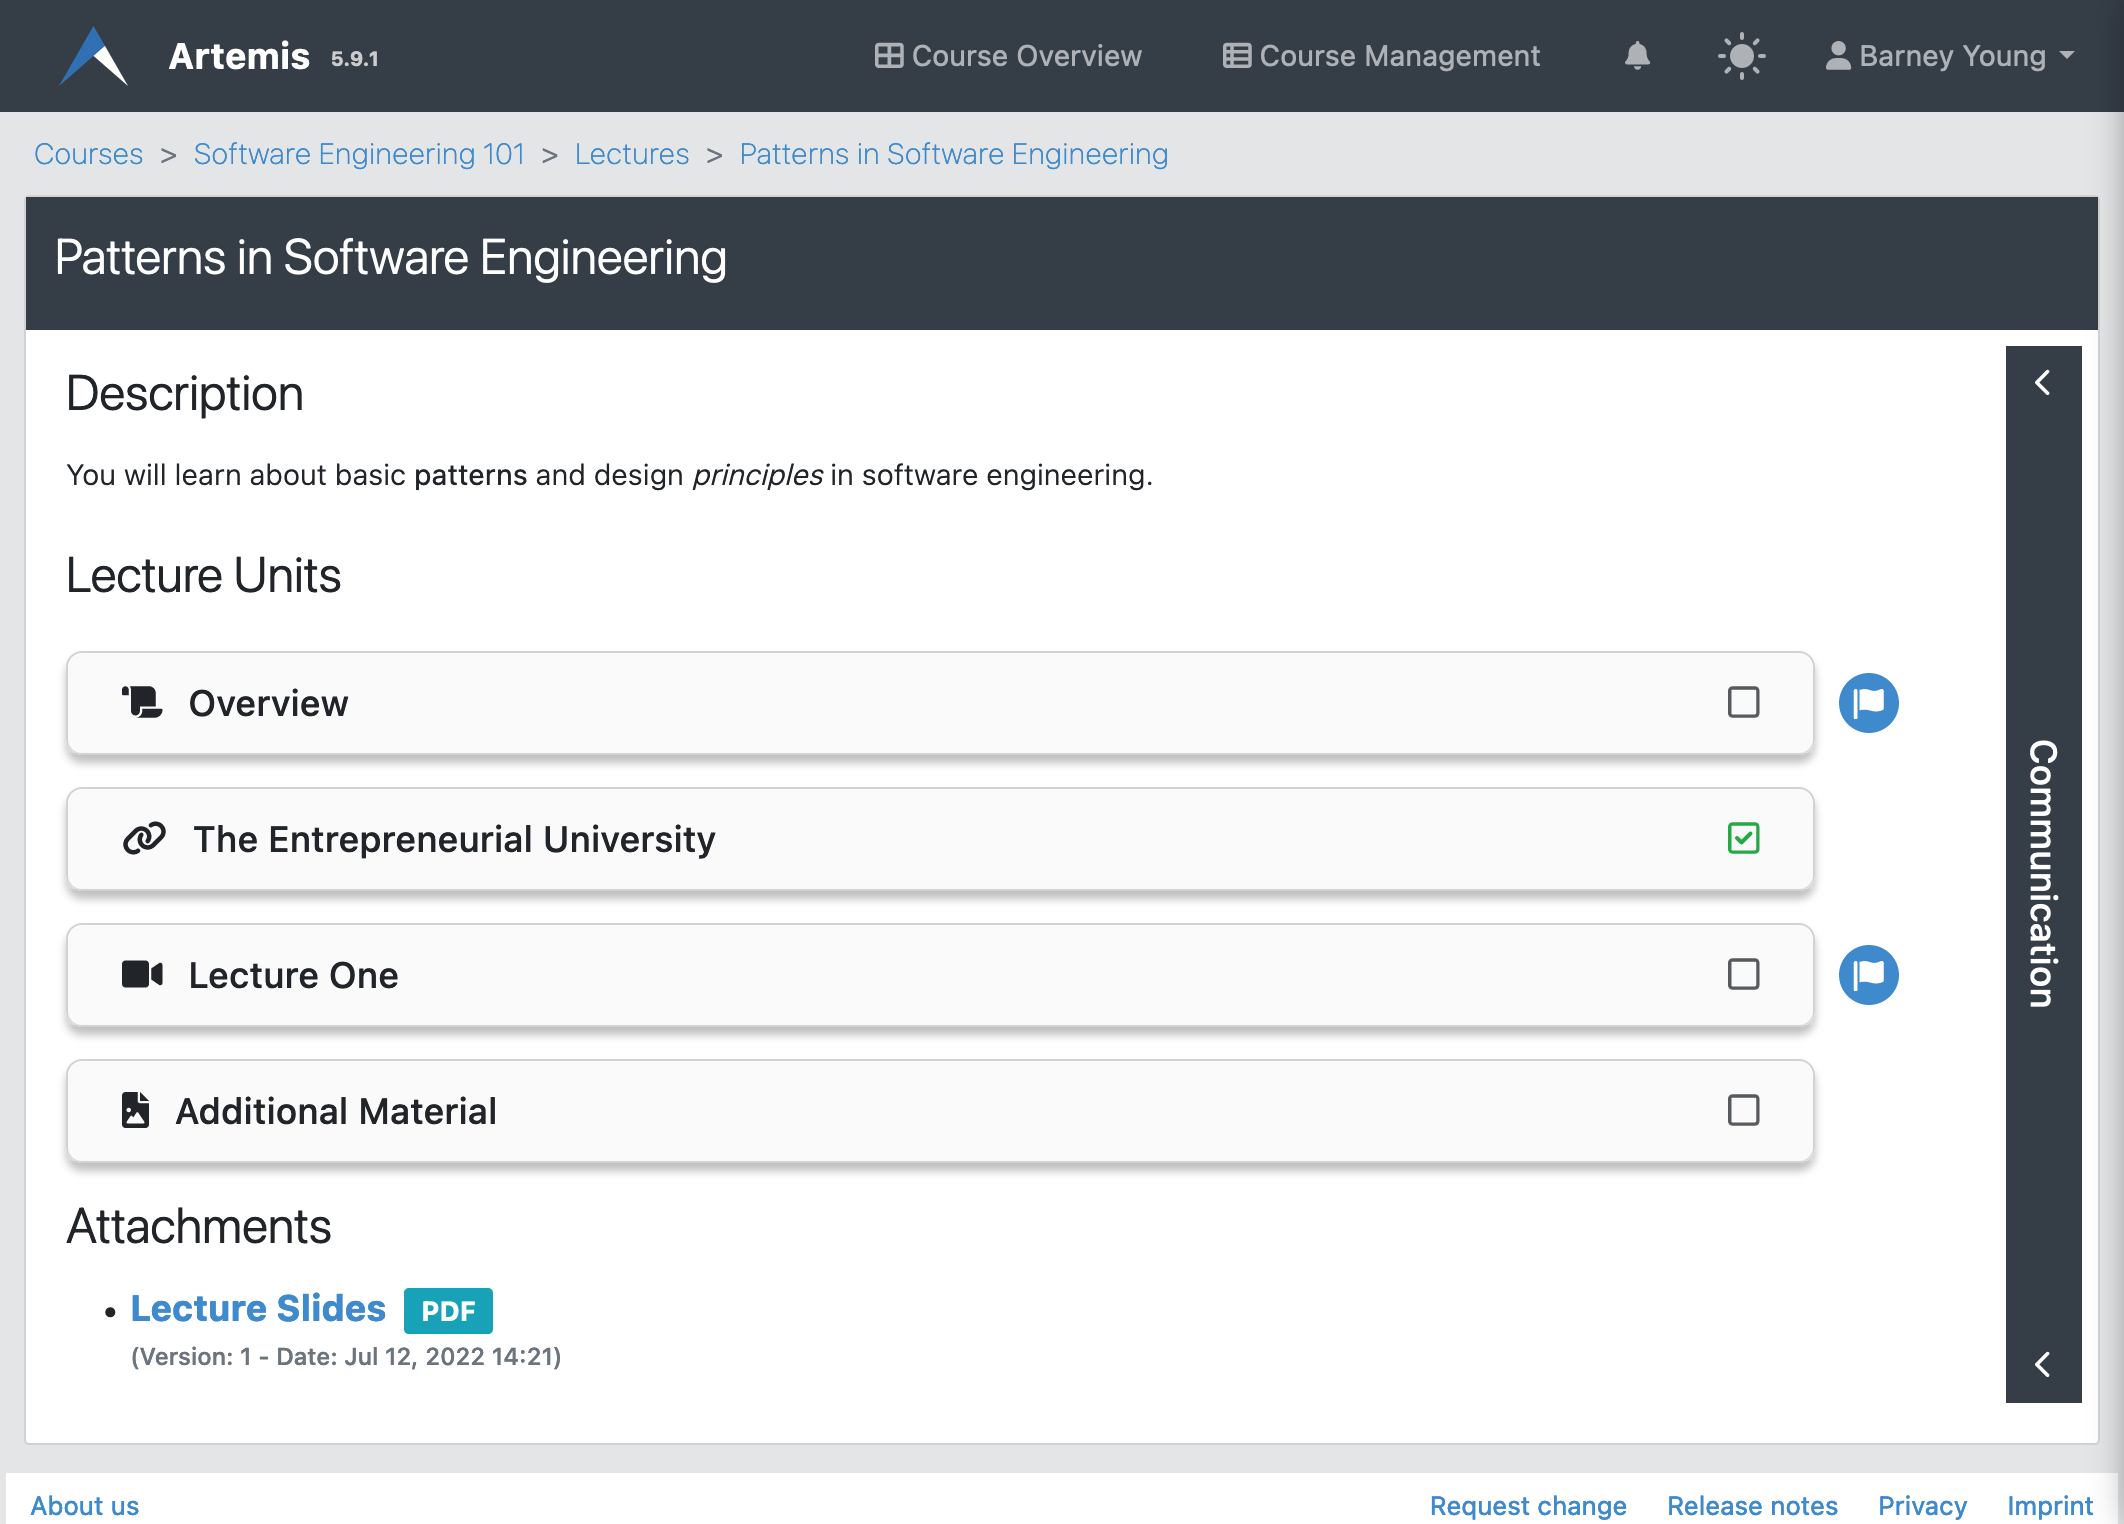 Artemis 5.9.1 Course Overview Course Management Barney Young
Courses > Software Engineering 101 > Lectures > Patterns in Software Engineering
Patterns in Software Engineering
Description
You will learn about basic patterns and design principles in software engineering.
Lecture Units
Overview
The Entrepreneurial University
Lecture One
Additional Material
Communication
Attachments
• Lecture Slides PDF
(Version: 1 - Date: Jul 12, 2022 14:21)
About us Request change Release notes Privacy Imprint